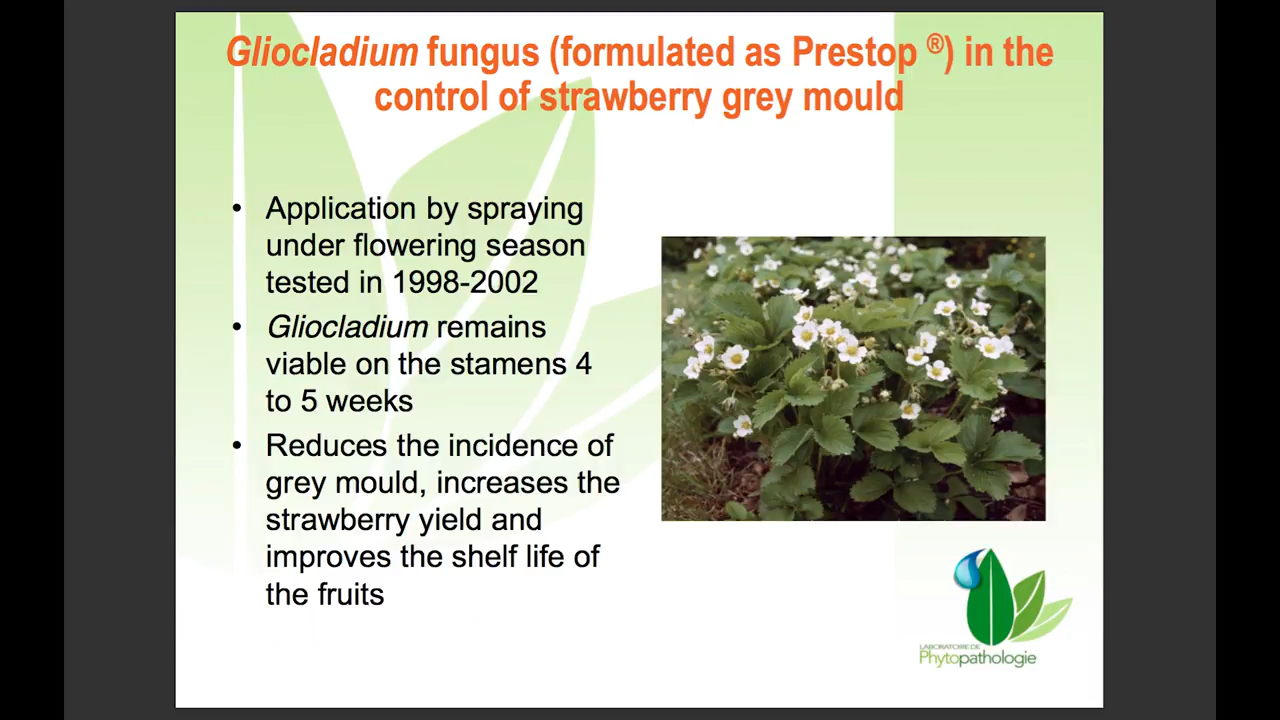 Gliocladium fungus (formulated as Prestop ®) in the
control of strawberry grey mould
• Application by spraying
under flowering season
tested in 1998-2002
• Gliocladium remains
viable on the stamens 4
to 5 weeks
• Reduces the incidence of
grey mould, increases the
strawberry yield and
improves the shelf life of
the fruits
LABORATOIRE DE
Phytopathologie